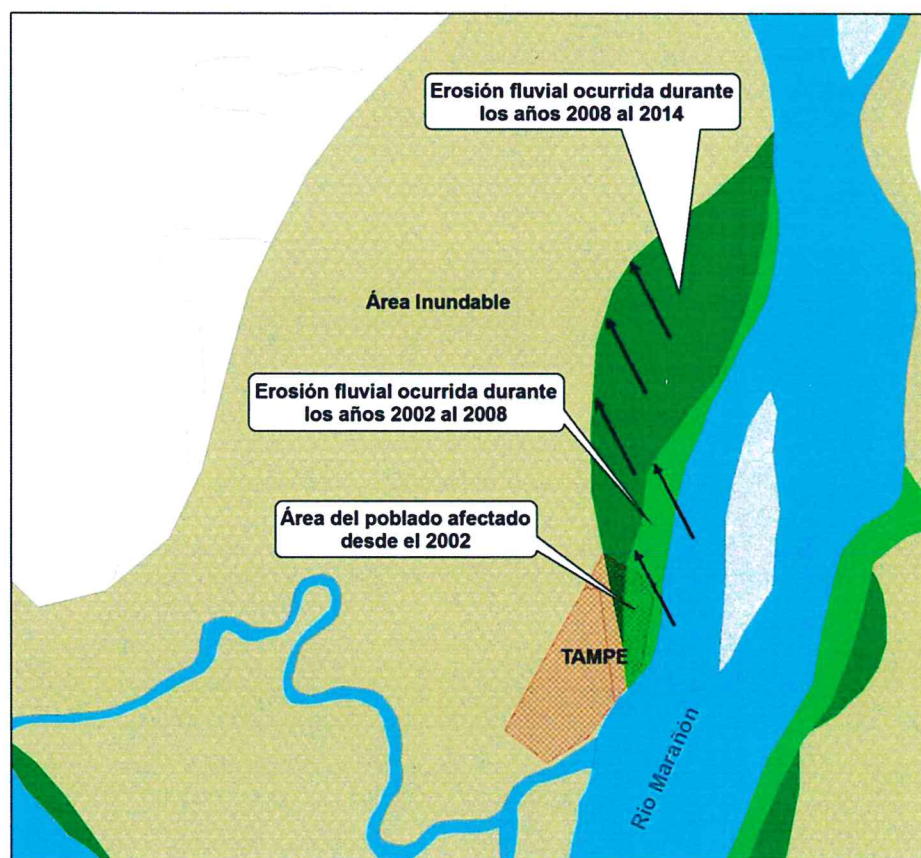 Erosión fluvial ocurrida durante
los años 2008 al 2014
Área Inundable
Erosión fluvial ocurrida durante
los años 2002 al 2008
Área del poblado afectado
desde el 2002
TAMPE
Río Marañón